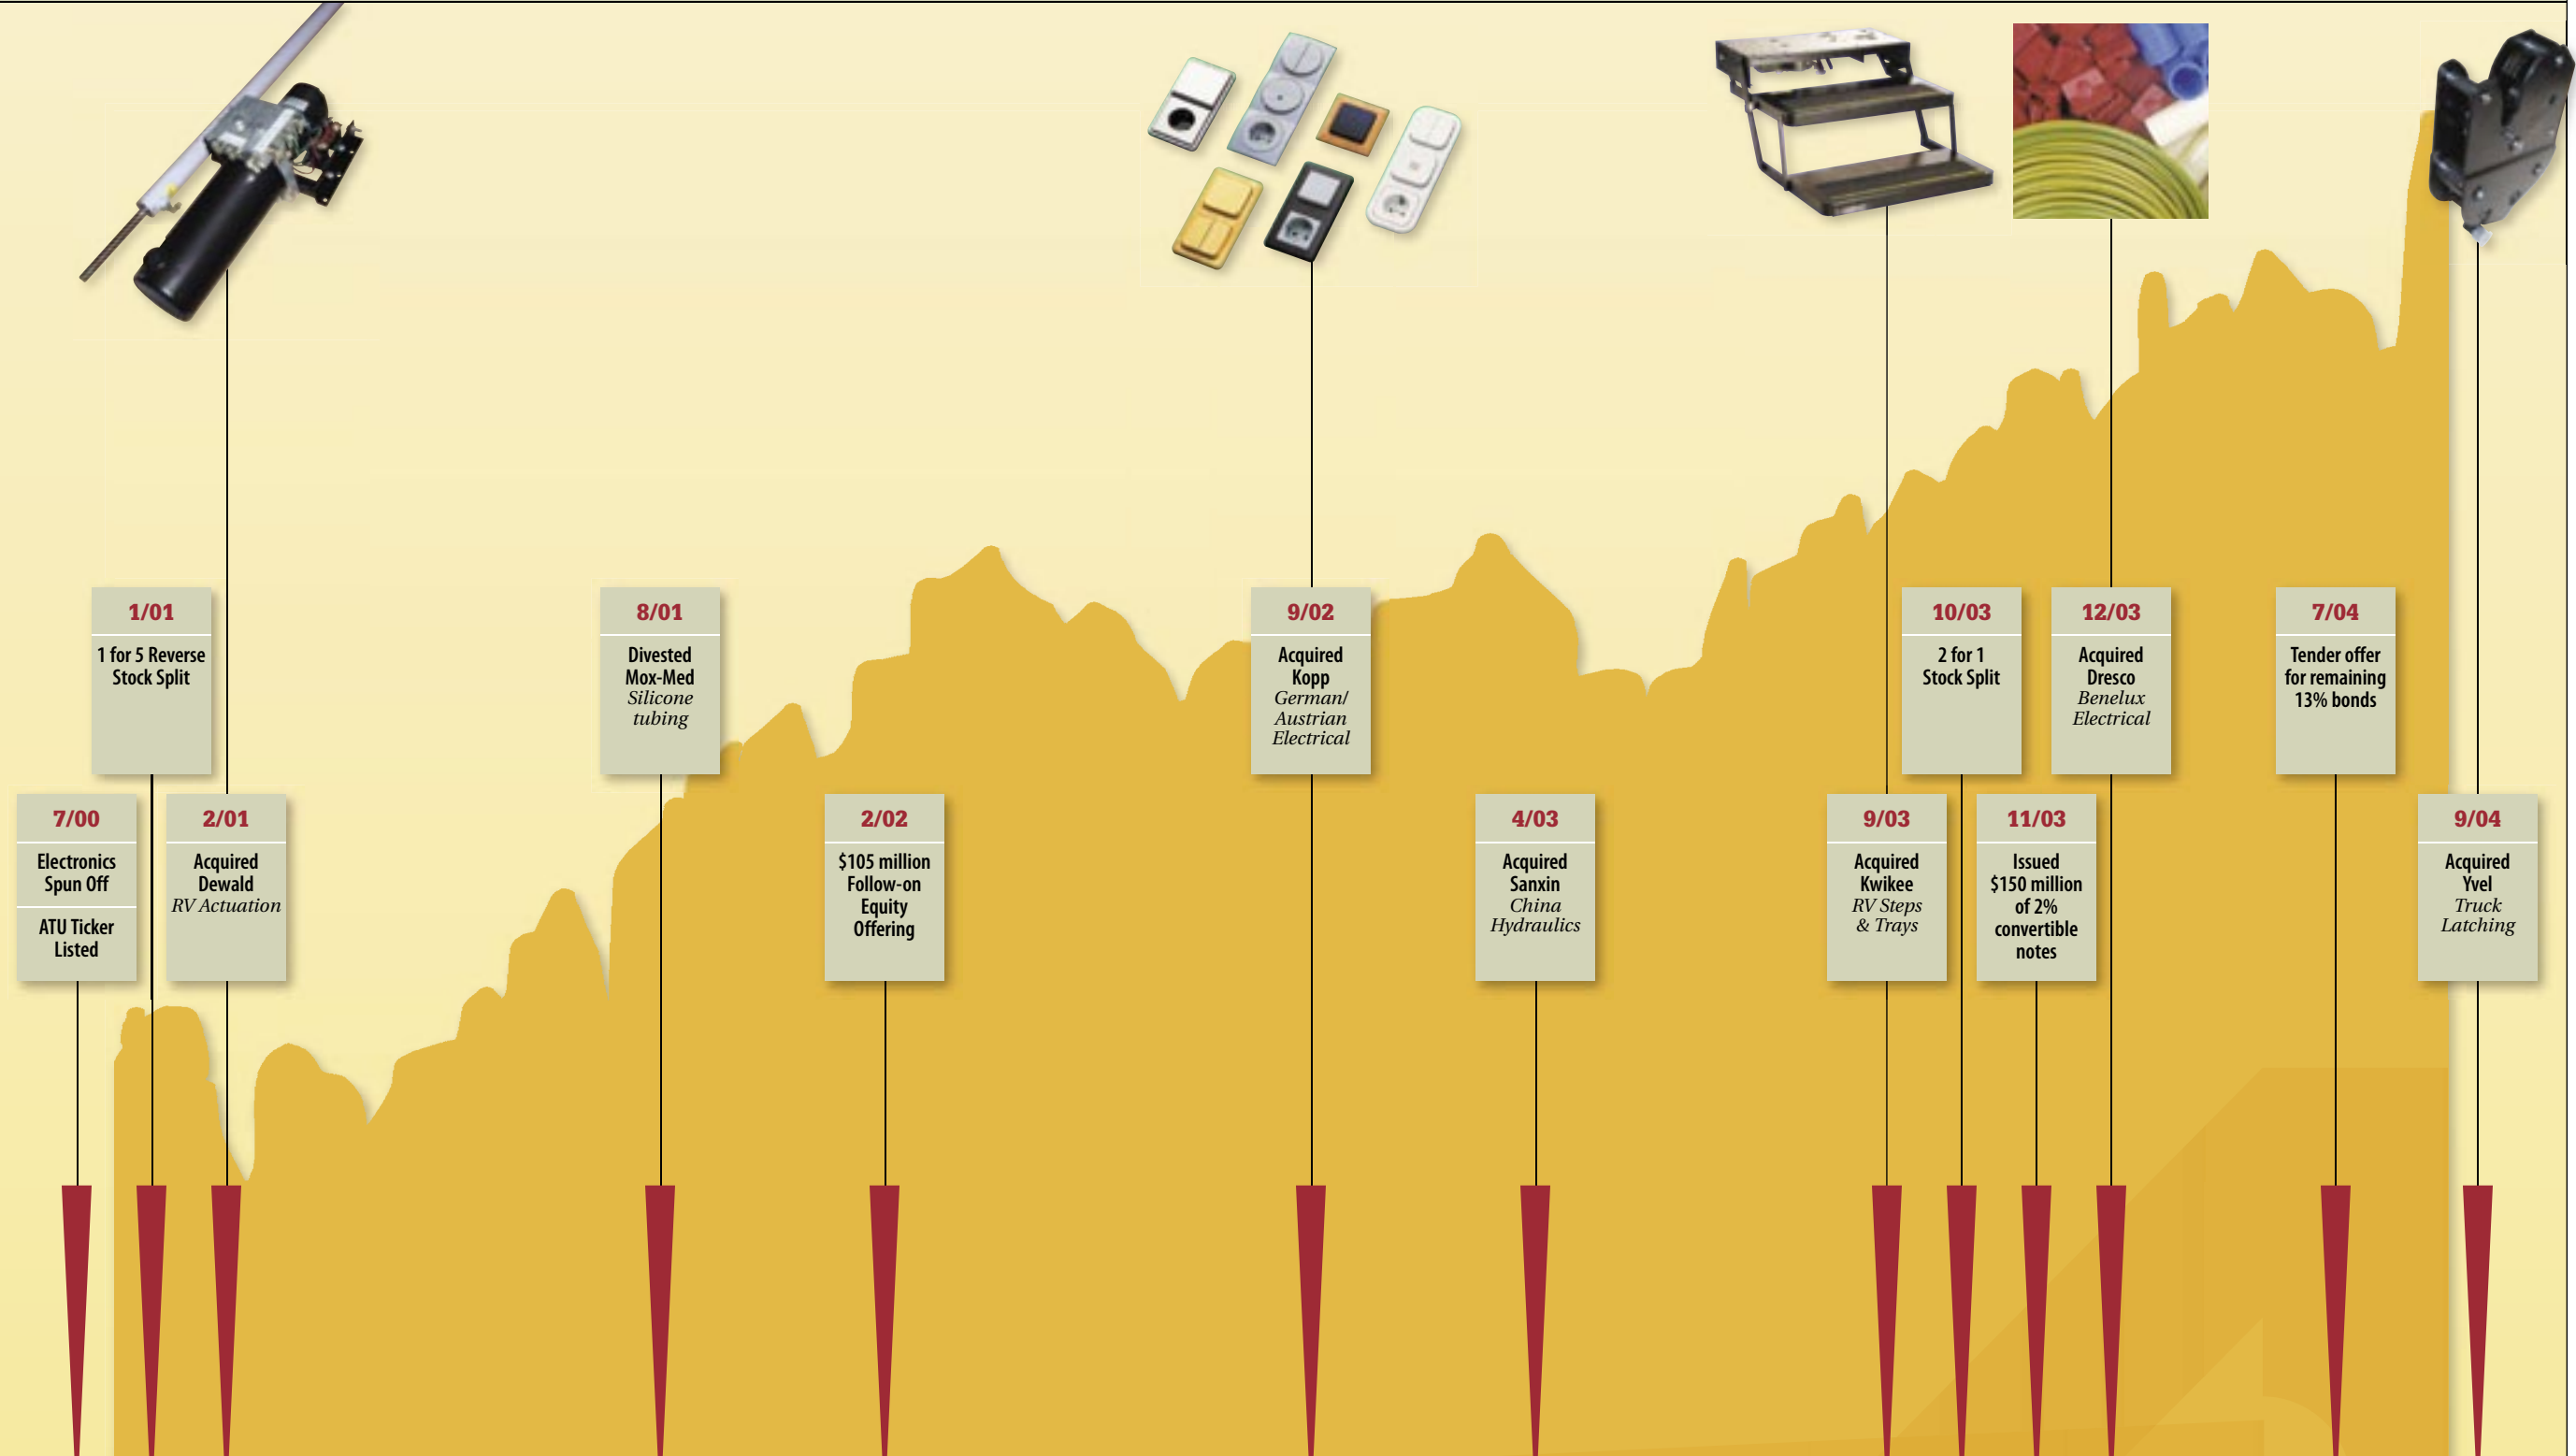 7/00
Electronics
Spun Off
ATU Ticker
Listed
1/01
1 for 5 Reverse
Stock Split
2/01
Acquired
Dewald
RV Actuation
8/01
Divested
Mox-Med
Silicone
tubing
2/02
$105 million
Follow-on
Equity
Offering
9/02
Acquired
Kopp
German/
Austrian
Electrical
4/03
Acquired
Sanxin
China
Hydraulics
9/03
Acquired
Kwikee
RV Steps
& Trays
10/03
2 for 1
Stock Split
11/03
Issued
$150 million
of 2%
convertible
notes
12/03
Acquired
Dresco
Benelux
Electrical
7/04
Tender offer
for remaining
13% bonds
9/04
Acquired
Yvel
Truck
Latching